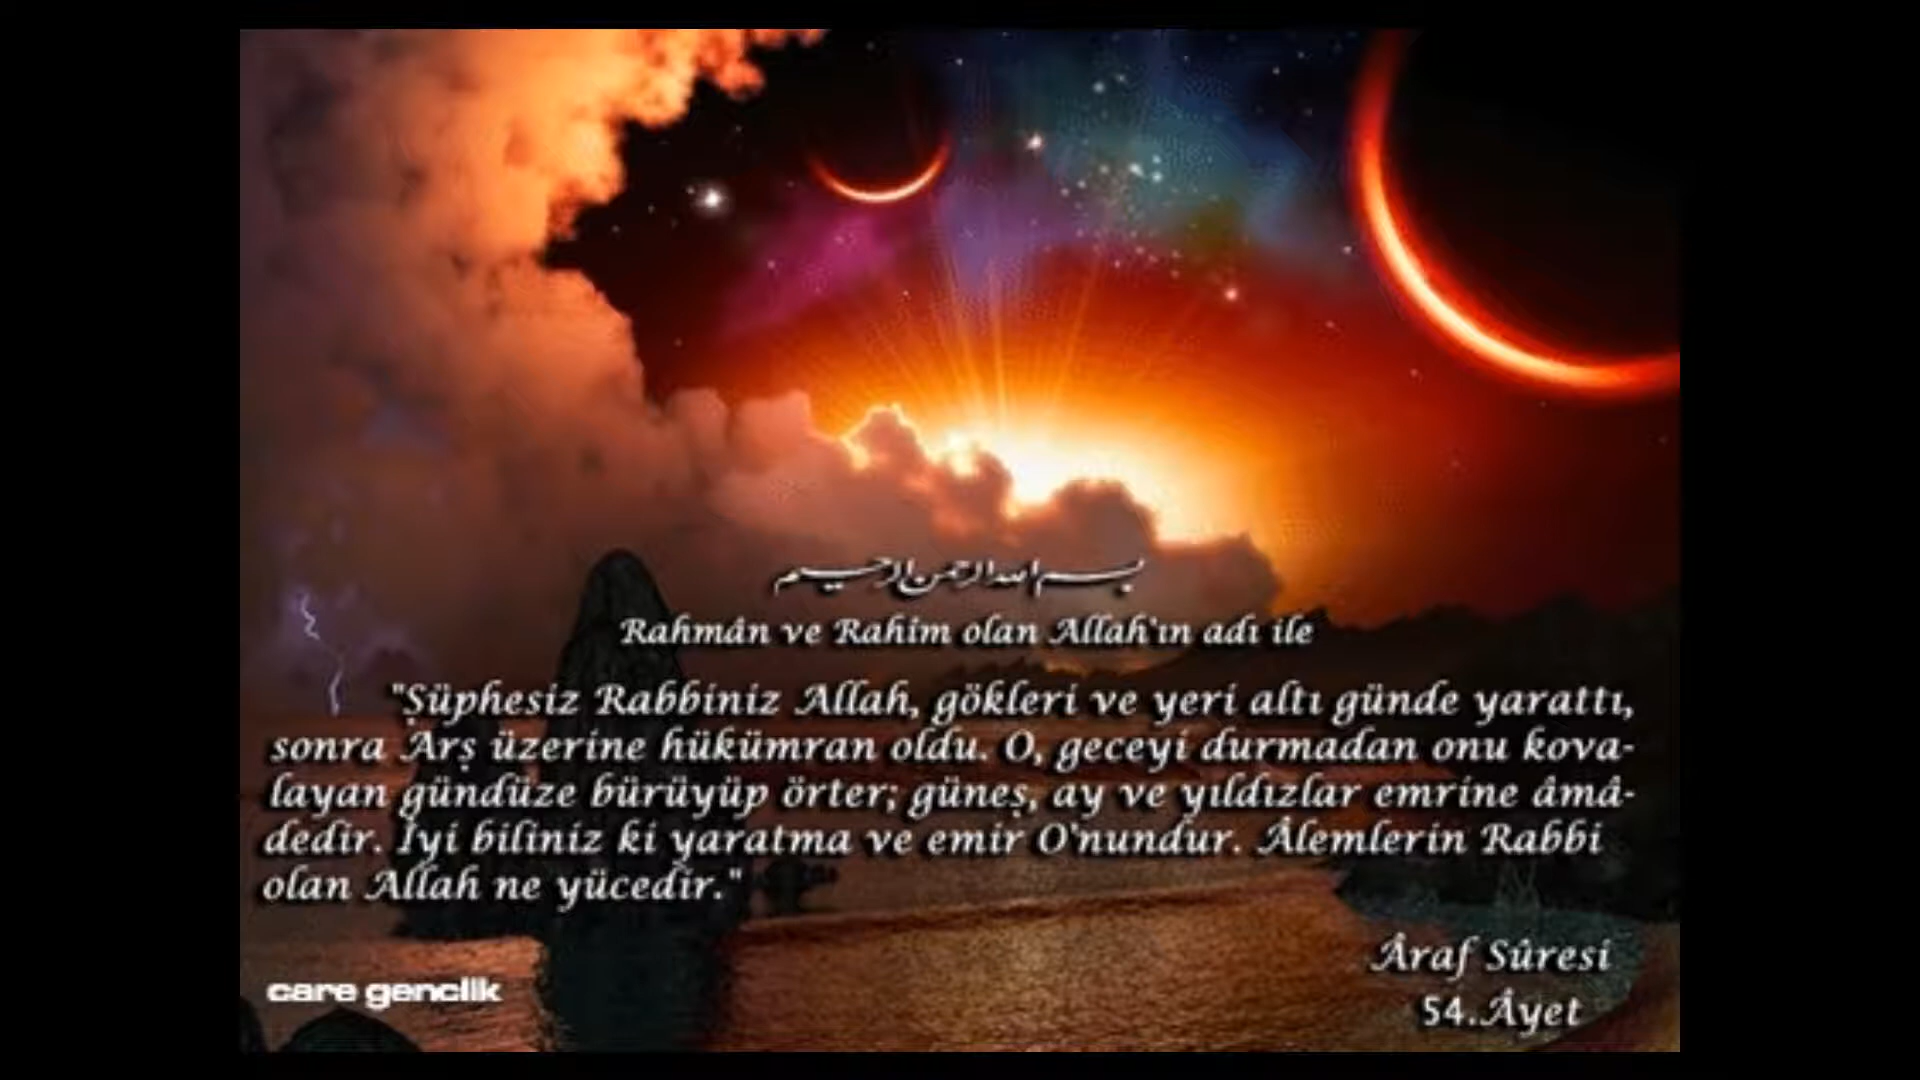 بسم الله الرحمن الرحيم
Rahmân ve Rahîm olan Allah'ın adı ile
"Şüphesiz Rabbiniz Allah, gökleri ve yeri altı günde yarattı,
sonra Arş üzerine hükümran oldu. O, geceyi durmadan onu kova-
layan gündüze bürüyüp örter; güneş, ay ve yıldızlar emrine âmâ-
dedir. İyi biliniz ki yaratma ve emir O'nundur. Âlemlerin Rabbi
olan Allah ne yücedir."
Âraf Sûresi
54.Âyet
care genclik